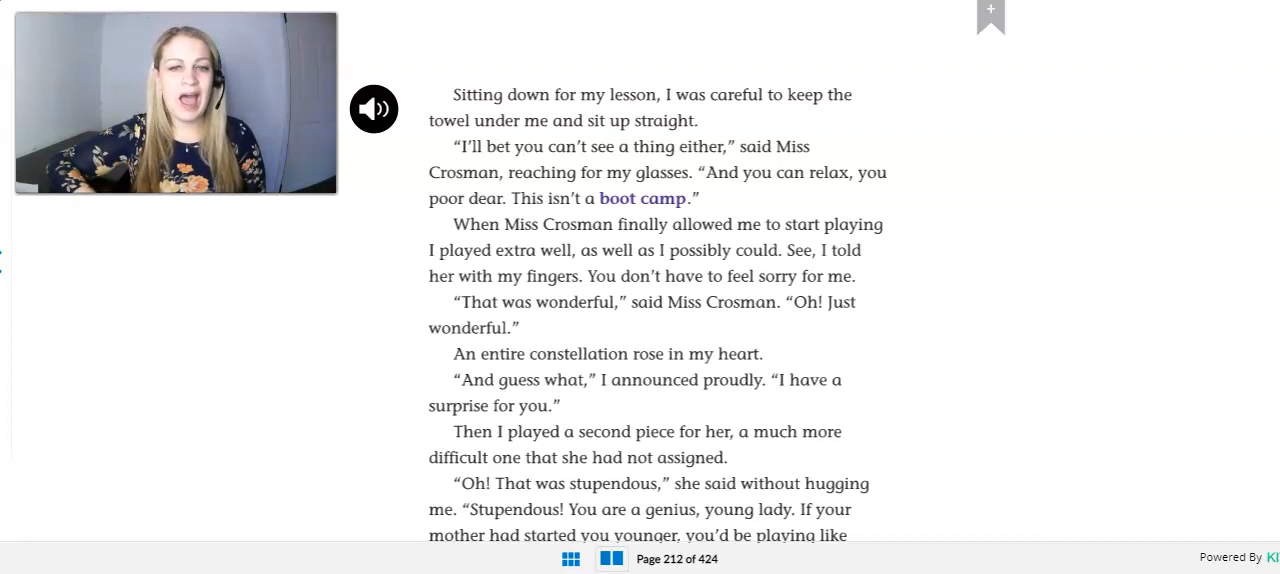 +
Sitting down for my lesson, I was careful to keep the
towel under me and sit up straight.
“I’ll bet you can’t see a thing either,” said Miss
Crosman, reaching for my glasses. “And you can relax, you
poor dear. This isn’t a boot camp.”
When Miss Crosman finally allowed me to start playing
I played extra well, as well as I possibly could. See, I told
her with my fingers. You don’t have to feel sorry for me.
“That was wonderful,” said Miss Crosman. “Oh! Just
wonderful.”
An entire constellation rose in my heart.
“And guess what,” I announced proudly. “I have a
surprise for you.”
Then I played a second piece for her, a much more
difficult one that she had not assigned.
“Oh! That was stupendous,” she said without hugging
me. “Stupendous! You are a genius, young lady. If your
mother had started you younger, you’d be playing like
Page 212 of 424
Powered By